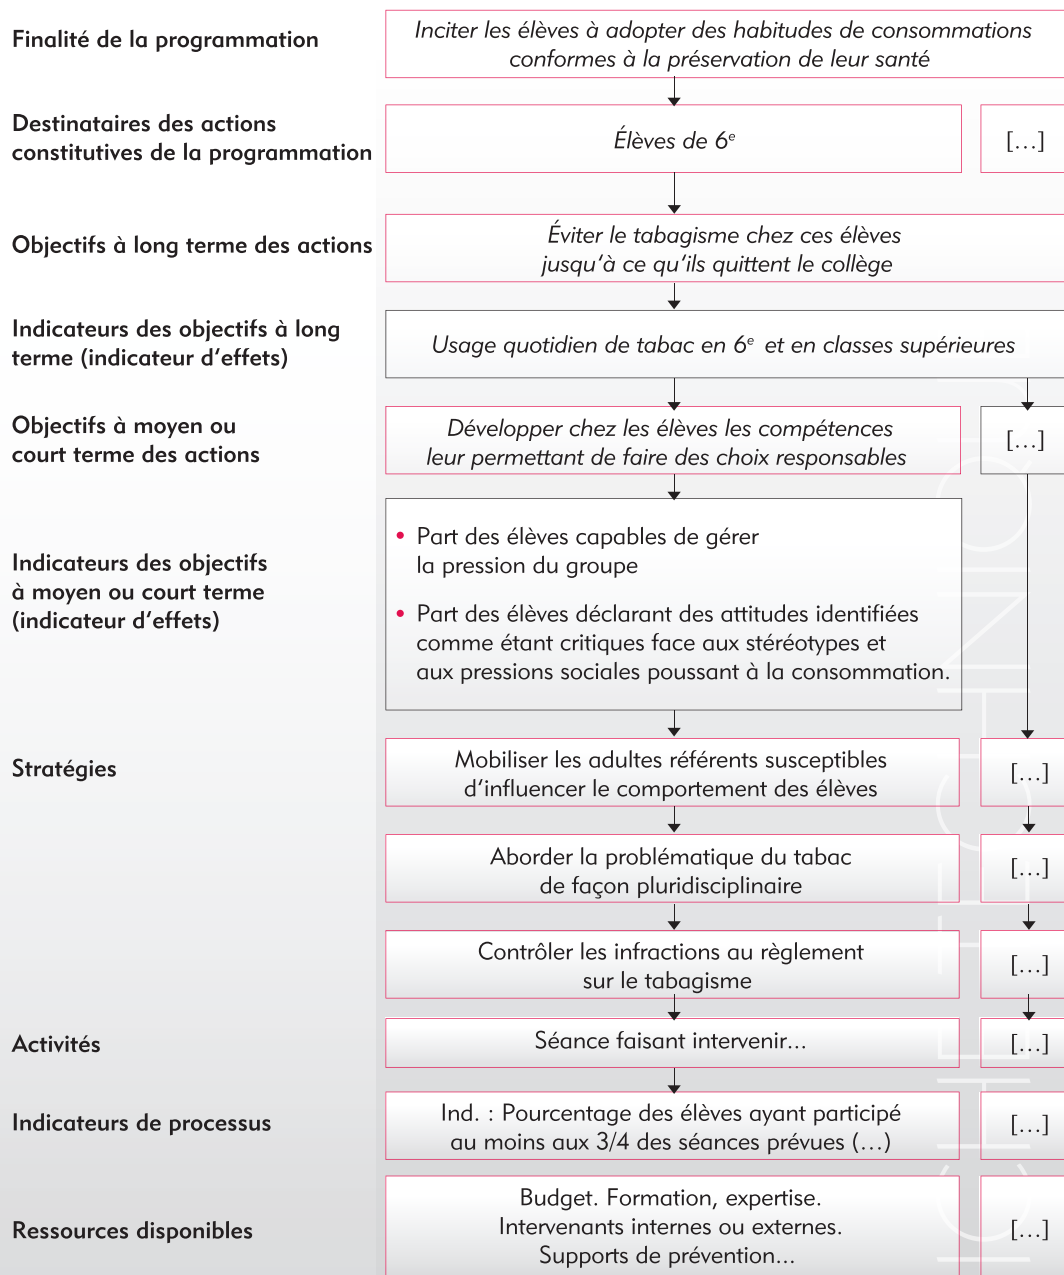 Finalité de la programmation
Inciter les élèves à adopter des habitudes de consommations
conformes à la préservation de leur santé
Destinataires des actions
constitutives de la programmation
Élèves de 6e
[…]
Objectifs à long terme des actions
Éviter le tabagisme chez ces élèves
jusqu'à ce qu'ils quittent le collège
Indicateurs des objectifs à long
terme (indicateur d'effets)
Usage quotidien de tabac en 6e et en classes supérieures
Objectifs à moyen ou
court terme des actions
Développer chez les élèves les compétences
leur permettant de faire des choix responsables
[…]
Indicateurs des objectifs
à moyen ou court terme
(indicateur d'effets)
• Part des élèves capables de gérer
la pression du groupe
• Part des élèves déclarant des attitudes identifiées
comme étant critiques face aux stéréotypes et
aux pressions sociales poussant à la consommation.
Stratégies
Mobiliser les adultes référents susceptibles
d'influencer le comportement des élèves
[…]
Aborder la problématique du tabac
de façon pluridisciplinaire
[…]
Contrôler les infractions au règlement
sur le tabagisme
[…]
Activités
Séance faisant intervenir...
[…]
Indicateurs de processus
Ind. : Pourcentage des élèves ayant participé
au moins aux 3/4 des séances prévues (…)
[…]
Ressources disponibles
Budget. Formation, expertise.
Intervenants internes ou externes.
Supports de prévention...
[…]